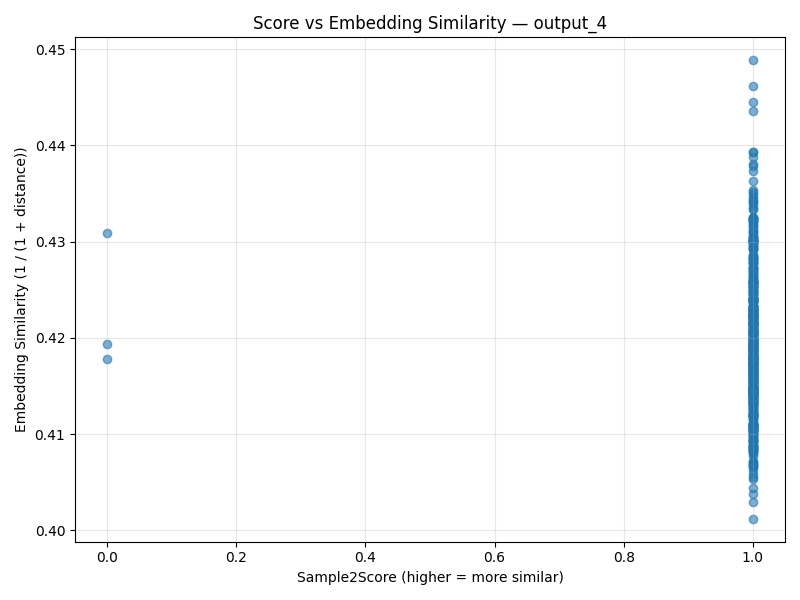 Score vs Embedding Similarity — output_4
Embedding Similarity (1 / (1 + distance))
0.45
0.44
0.43
0.42
0.41
0.40
0.0 0.2 0.4 0.6 0.8 1.0
Sample2Score (higher = more similar)